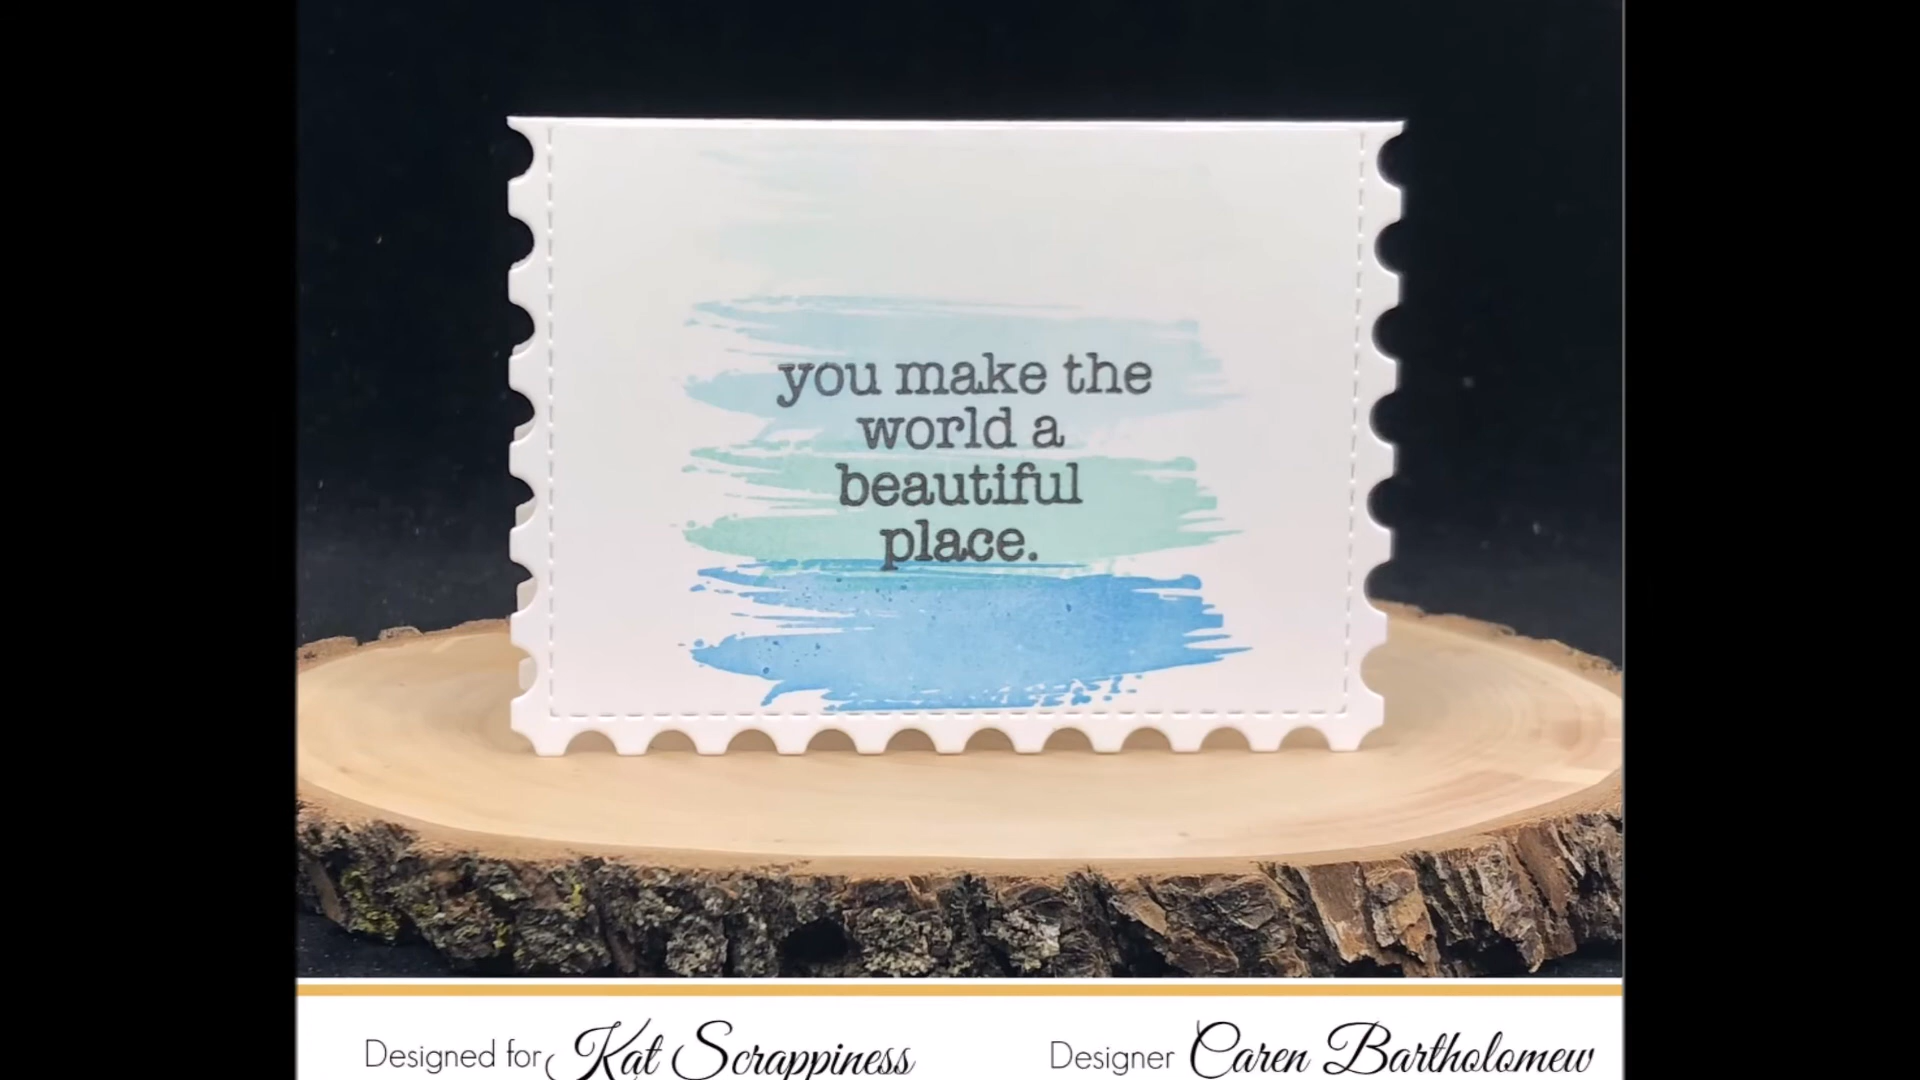 you make the
world a
beautiful
place.
Designed for Kat Scrappiness
Designer Caren Bartholomew